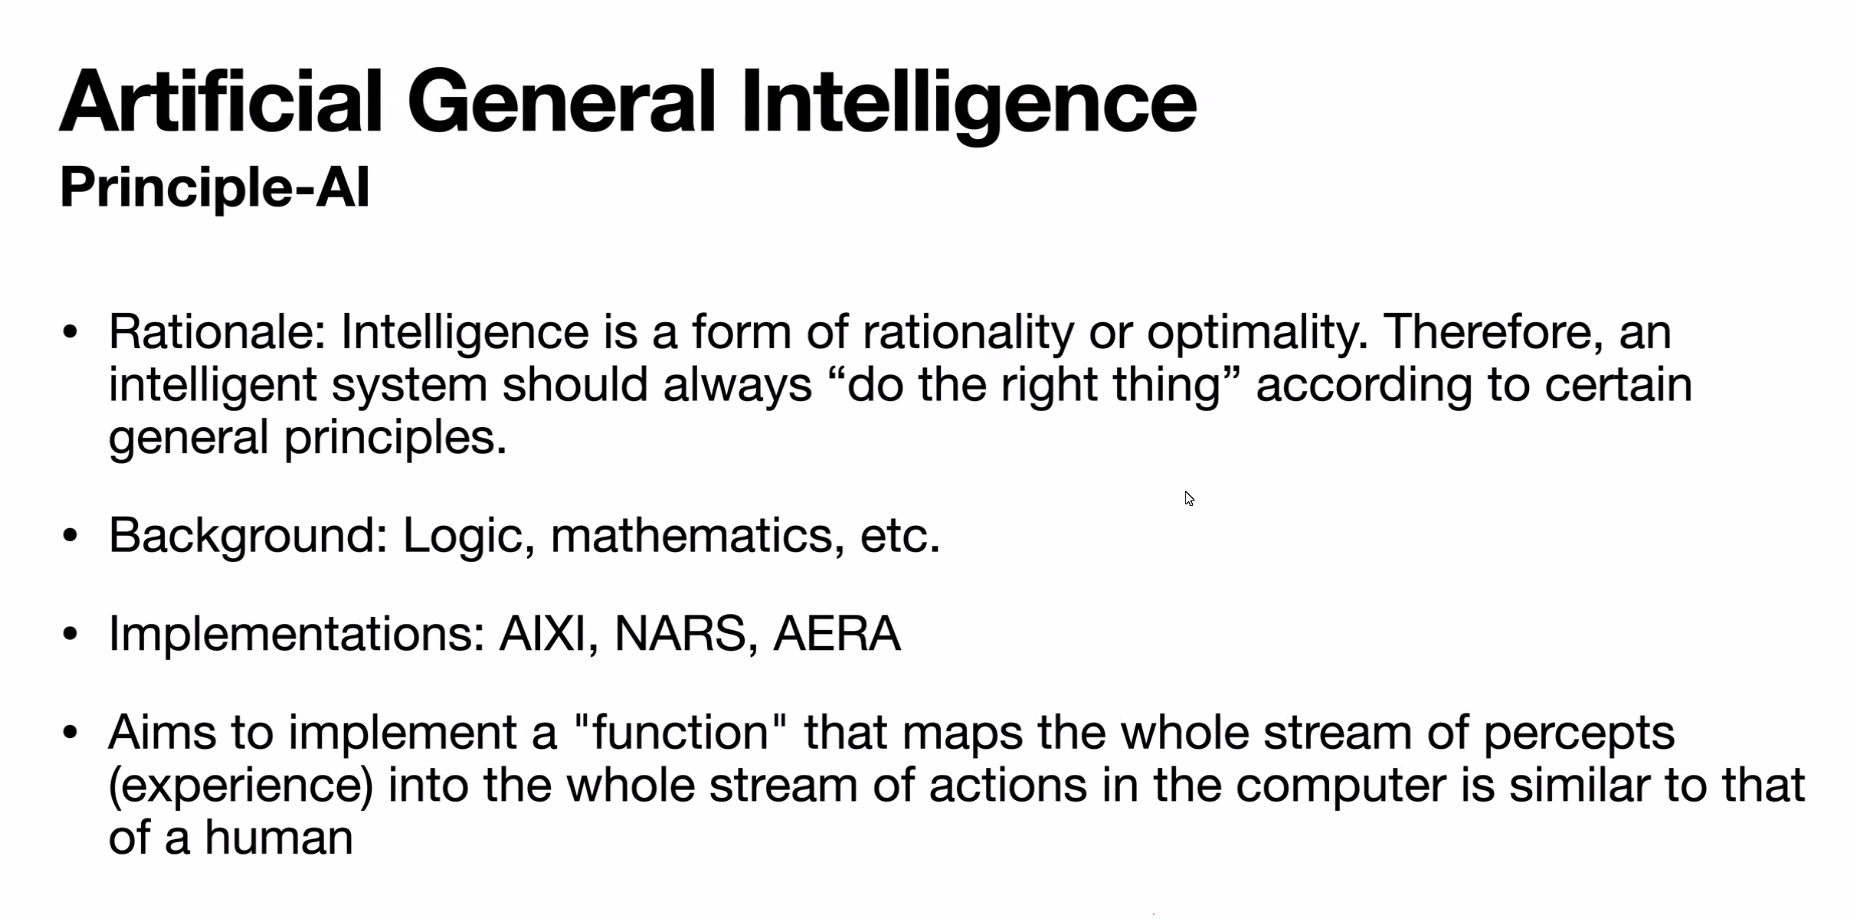 Artificial General Intelligence
Principle-AI
• Rationale: Intelligence is a form of rationality or optimality. Therefore, an
intelligent system should always “do the right thing” according to certain
general principles.
• Background: Logic, mathematics, etc.
• Implementations: AIXI, NARS, AERA
• Aims to implement a "function" that maps the whole stream of percepts
(experience) into the whole stream of actions in the computer is similar to that
of a human